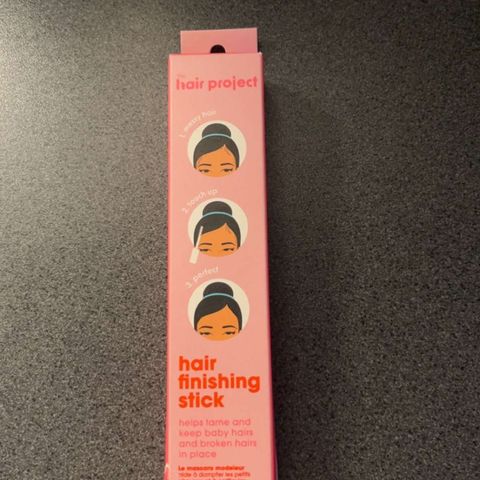 the
hair project
1. messy hair
2. touch up
3. perfect
hair
finishing
stick
helps tame and
keep baby hairs
and broken hairs
in place
Le mascara modeleur
aide à dompter les petits